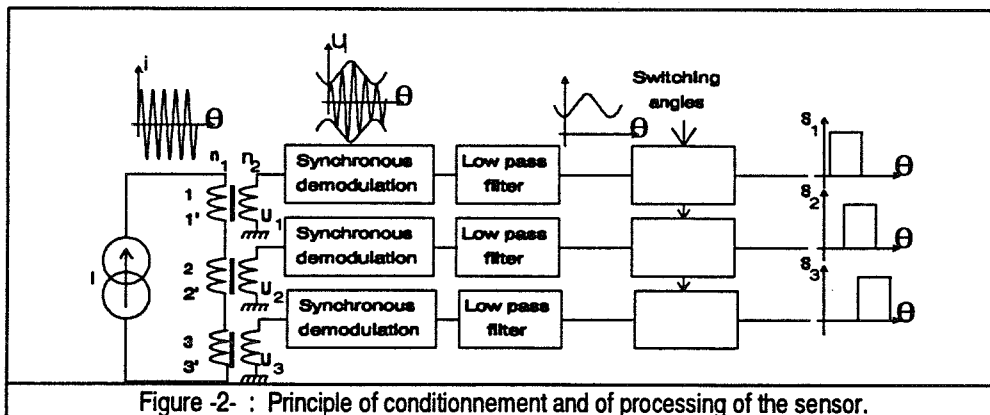 i
θ
U
θ
θ
Switching
angles
n1
n2
Synchronous
demodulation
Low pass
filter
S1
θ
1
1'
U1
Synchronous
demodulation
Low pass
filter
S2
θ
I
2
2'
U2
Synchronous
demodulation
Low pass
filter
S3
θ
3
3'
U3
Figure -2- : Principle of conditionnement and of processing of the sensor.